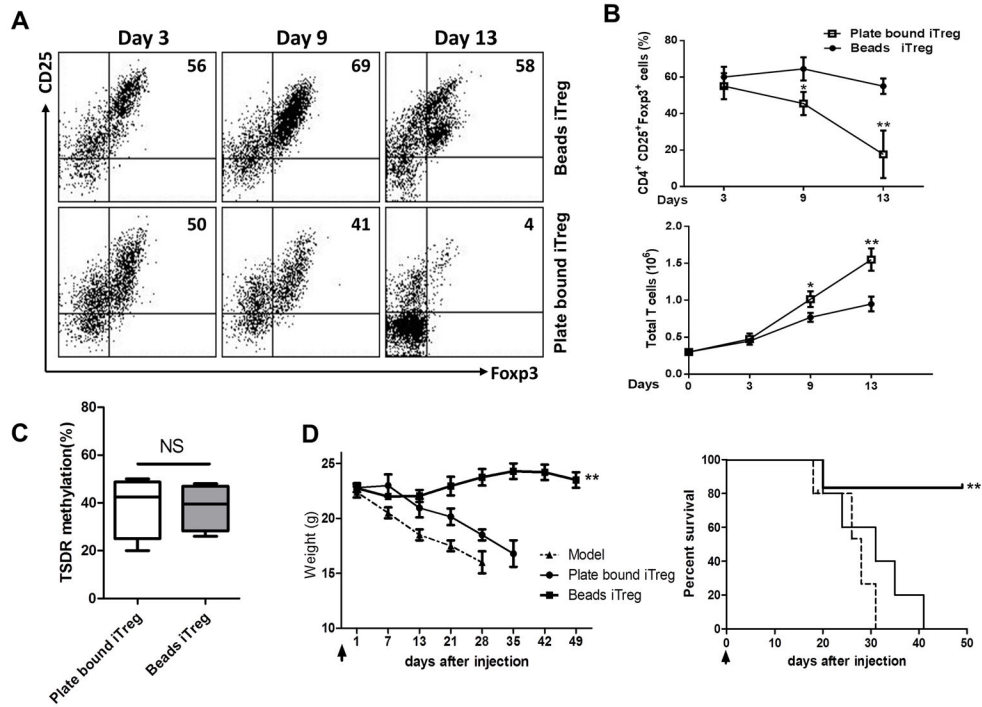 A
Day 3
Day 9
Day 13
CD25
56
69
58
Beads iTreg
50
41
4
Plate bound iTreg
Foxp3
B
CD4+ CD25+Foxp3+ cells (%)
80
60
40
20
0
Plate bound iTreg
Beads iTreg
*
**
Days
3
9
13
Total T cells (10⁶)
2.0
1.5
1.0
0.5
0.0
*
**
Days
0
3
9
13
C
TSDR methylation(%)
80
60
40
20
0
NS
Plate bound iTreg
Beads iTreg
D
Weight (g)
25
20
15
10
**
Model
Plate bound iTreg
Beads iTreg
1 7 13 21 28 35 42 49
days after injection
Percent survival
100
80
60
40
20
0
**
0 10 20 30 40 50
days after injection